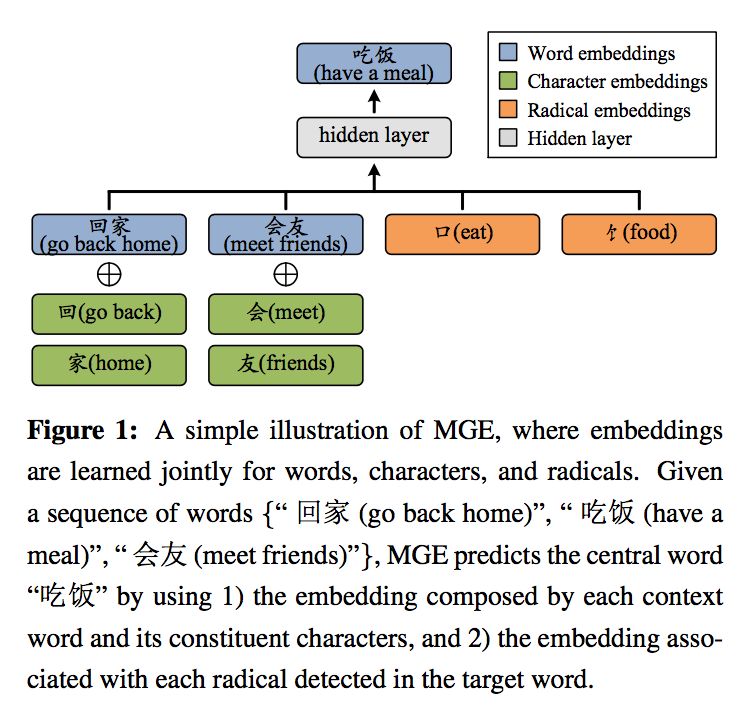 吃饭
(have a meal)
Word embeddings
Character embeddings
Radical embeddings
Hidden layer
hidden layer
回家
(go back home)
会友
(meet friends)
口(eat)
饣(food)
⊕
⊕
回(go back)
会(meet)
家(home)
友(friends)
Figure 1: A simple illustration of MGE, where embeddings
are learned jointly for words, characters, and radicals. Given
a sequence of words {“ 回家 (go back home)”, “ 吃饭 (have a
meal)”, “ 会友 (meet friends)”}, MGE predicts the central word
“吃饭” by using 1) the embedding composed by each context
word and its constituent characters, and 2) the embedding asso-
ciated with each radical detected in the target word.